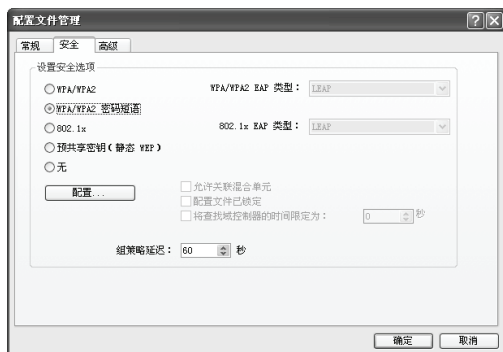 配置文件管理
常规 安全 高级
设置安全选项
WPA/WPA2 WPA/WPA2 EAP 类型： LEAP
WPA/WPA2 密码短语
802.1x 802.1x EAP 类型： LEAP
预共享密钥(静态 WEP)
无
配置... 允许关联混合单元
配置文件已锁定
将查找域控制器的时间限定为： 0 秒
组策略延迟： 60 秒
确定 取消